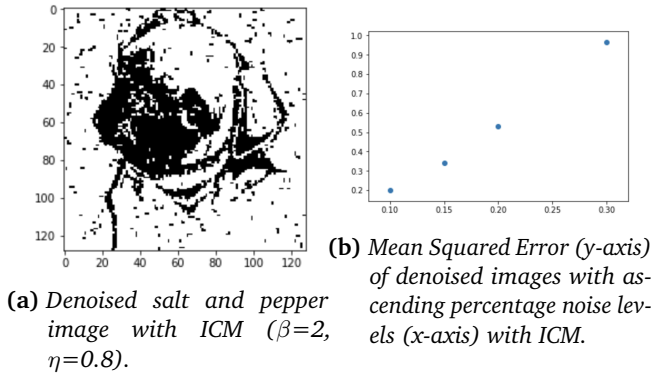 0
20
40
60
80
100
120
0 20 40 60 80 100 120
(a) Denoised salt and pepper
image with ICM (β=2,
η=0.8).
1.0
0.9
0.8
0.7
0.6
0.5
0.4
0.3
0.2
0.10 0.15 0.20 0.25 0.30
(b) Mean Squared Error (y-axis)
of denoised images with as-
cending percentage noise lev-
els (x-axis) with ICM.